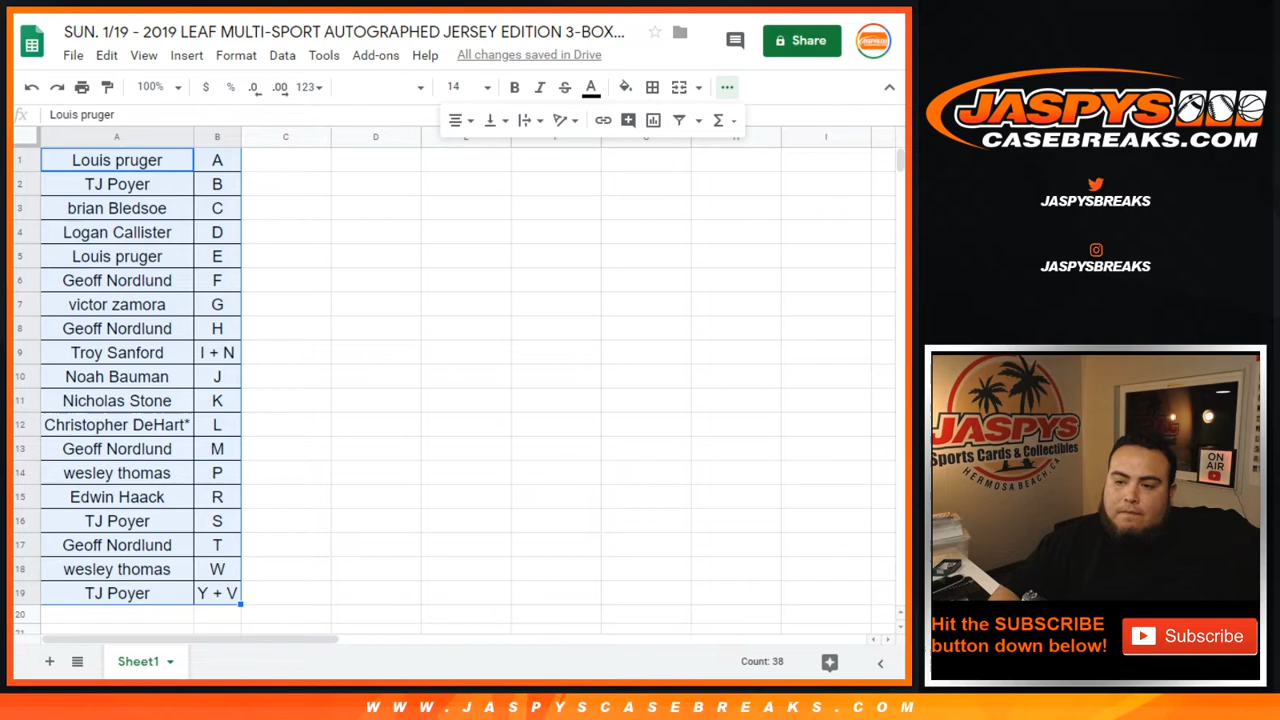 SUN. 1/19 - 2019 LEAF MULTI-SPORT AUTOGRAPHED JERSEY EDITION 3-BOX...
File Edit View Insert Format Data Tools Add-ons Help All changes saved in Drive
Share
100% $ % .0 .00 123 14 B I S A
fx Louis pruger
A B C D E F G H I
1 Louis pruger A
2 TJ Poyer B
3 brian Bledsoe C
4 Logan Callister D
5 Louis pruger E
6 Geoff Nordlund F
7 victor zamora G
8 Geoff Nordlund H
9 Troy Sanford I + N
10 Noah Bauman J
11 Nicholas Stone K
12 Christopher DeHart* L
13 Geoff Nordlund M
14 wesley thomas P
15 Edwin Haack R
16 TJ Poyer S
17 Geoff Nordlund T
18 wesley thomas W
19 TJ Poyer Y + V
20
21
Sheet1
Count: 38
JASPYS
CASEBREAKS.COM
JASPYSBREAKS
JASPYSBREAKS
JASPYS
Sports Cards & Collectibles
HERMOSA BEACH, CA
ON
AIR
Hit the SUBSCRIBE
button down below!
Subscribe
WWW.JASPYSCASEBREAKS.COM